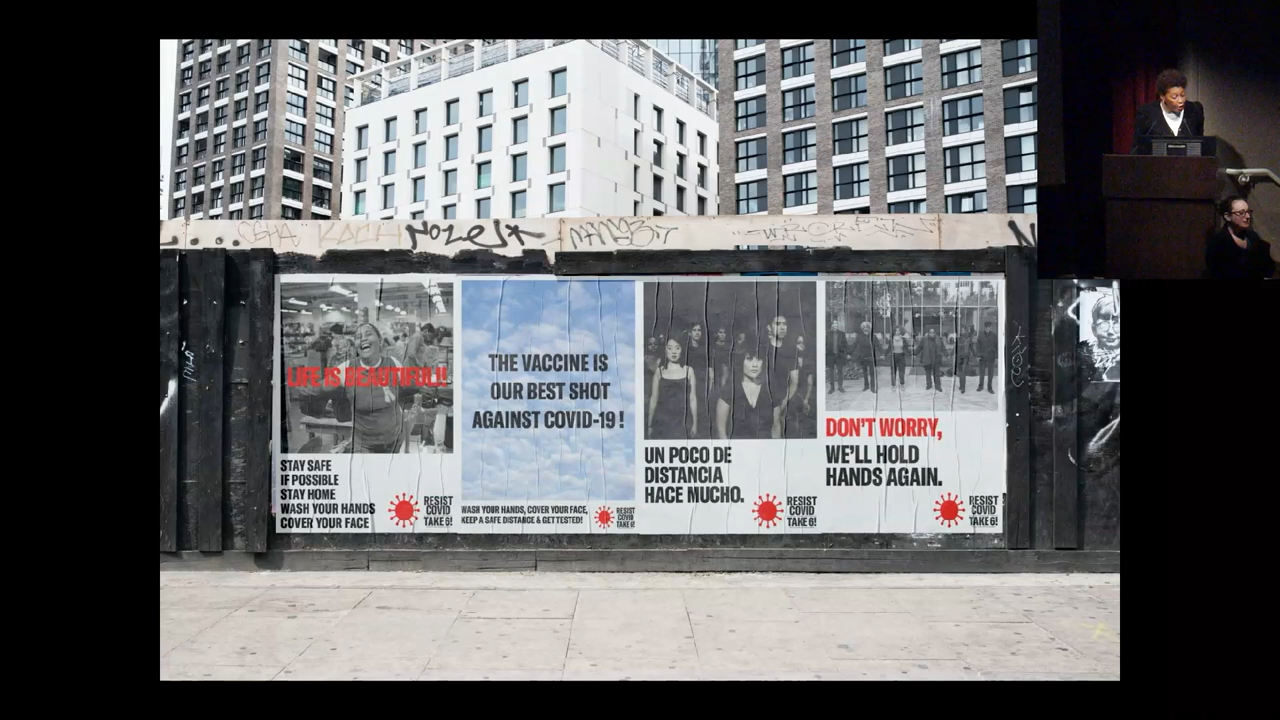 NOZEJK
LIFE IS BEAUTIFUL!!
STAY SAFE
IF POSSIBLE
STAY HOME
WASH YOUR HANDS
COVER YOUR FACE
RESIST
COVID
TAKE 6!
THE VACCINE IS
OUR BEST SHOT
AGAINST COVID-19!
WASH YOUR HANDS, COVER YOUR FACE,
KEEP A SAFE DISTANCE & GET TESTED!
RESIST
COVID
TAKE 6!
UN POCO DE
DISTANCIA
HACE MUCHO.
RESIST
COVID
TAKE 6!
DON'T WORRY,
WE'LL HOLD
HANDS AGAIN.
RESIST
COVID
TAKE 6!